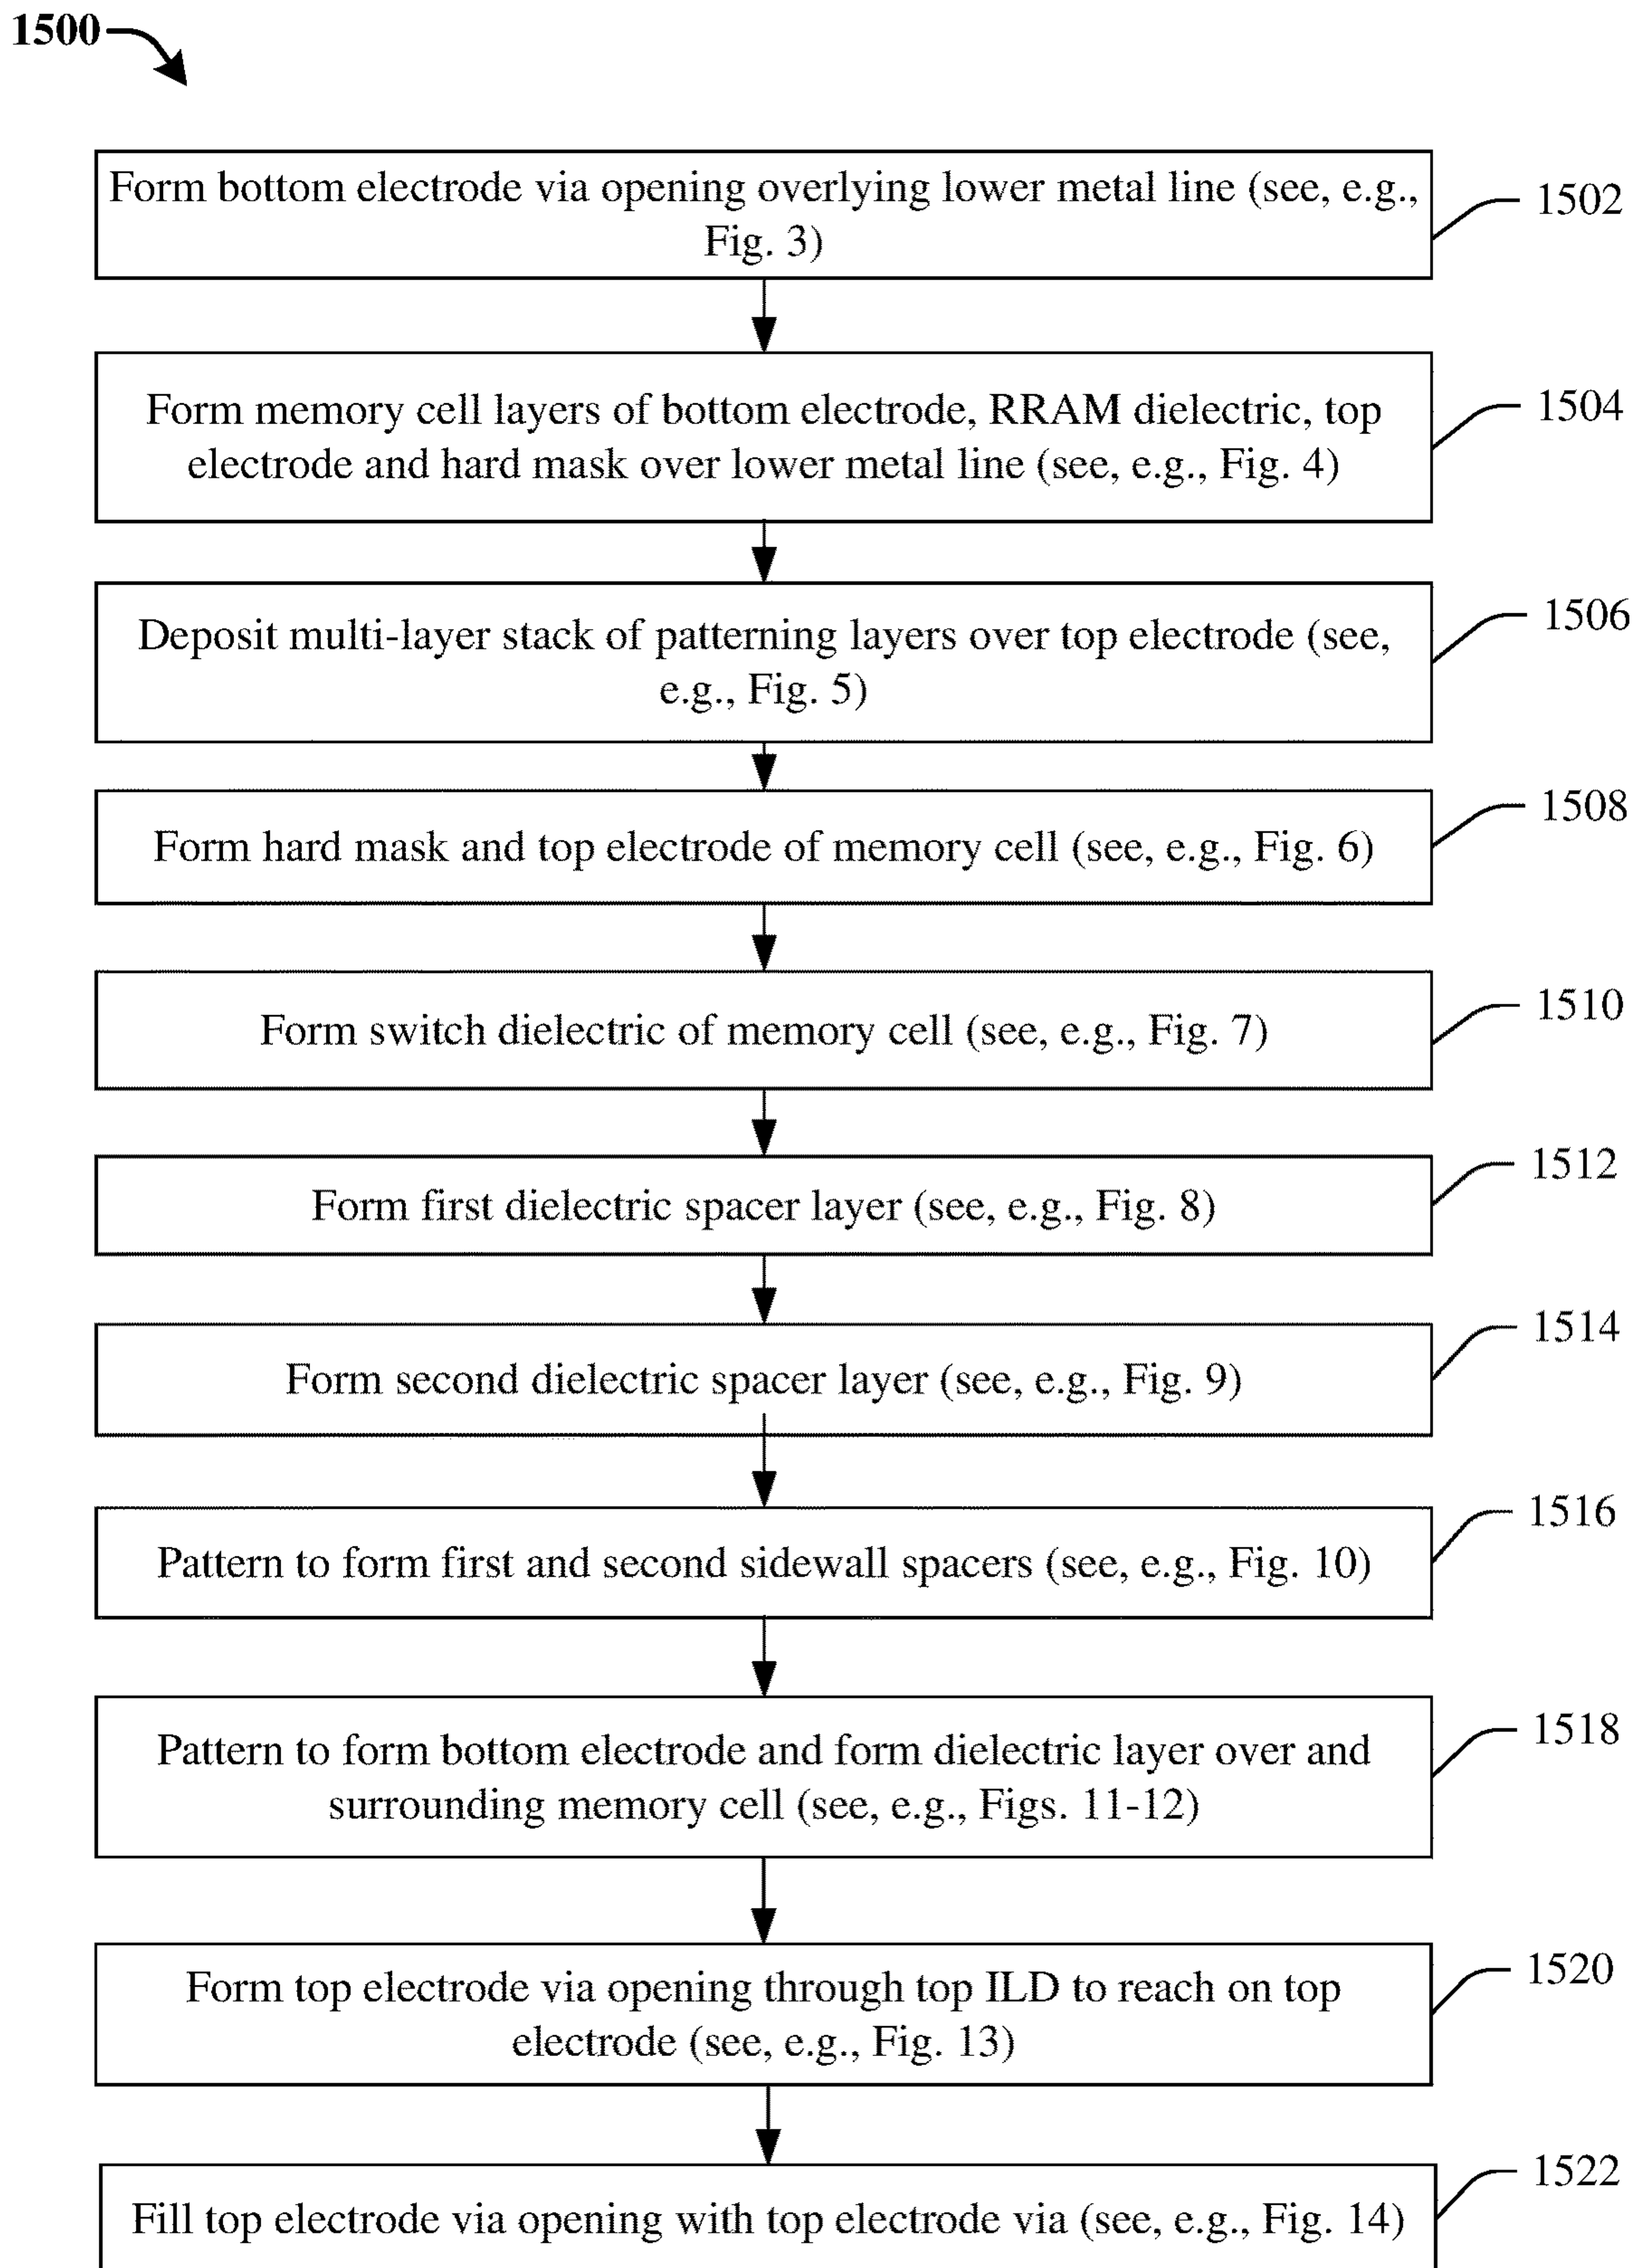 1500
Form bottom electrode via opening overlying lower metal line (see, e.g.,
Fig. 3)
1502
Form memory cell layers of bottom electrode, RRAM dielectric, top
electrode and hard mask over lower metal line (see, e.g., Fig. 4)
1504
Deposit multi-layer stack of patterning layers over top electrode (see,
e.g., Fig. 5)
1506
Form hard mask and top electrode of memory cell (see, e.g., Fig. 6)
1508
Form switch dielectric of memory cell (see, e.g., Fig. 7)
1510
Form first dielectric spacer layer (see, e.g., Fig. 8)
1512
Form second dielectric spacer layer (see, e.g., Fig. 9)
1514
Pattern to form first and second sidewall spacers (see, e.g., Fig. 10)
1516
Pattern to form bottom electrode and form dielectric layer over and
surrounding memory cell (see, e.g., Figs. 11-12)
1518
Form top electrode via opening through top ILD to reach on top
electrode (see, e.g., Fig. 13)
1520
Fill top electrode via opening with top electrode via (see, e.g., Fig. 14)
1522